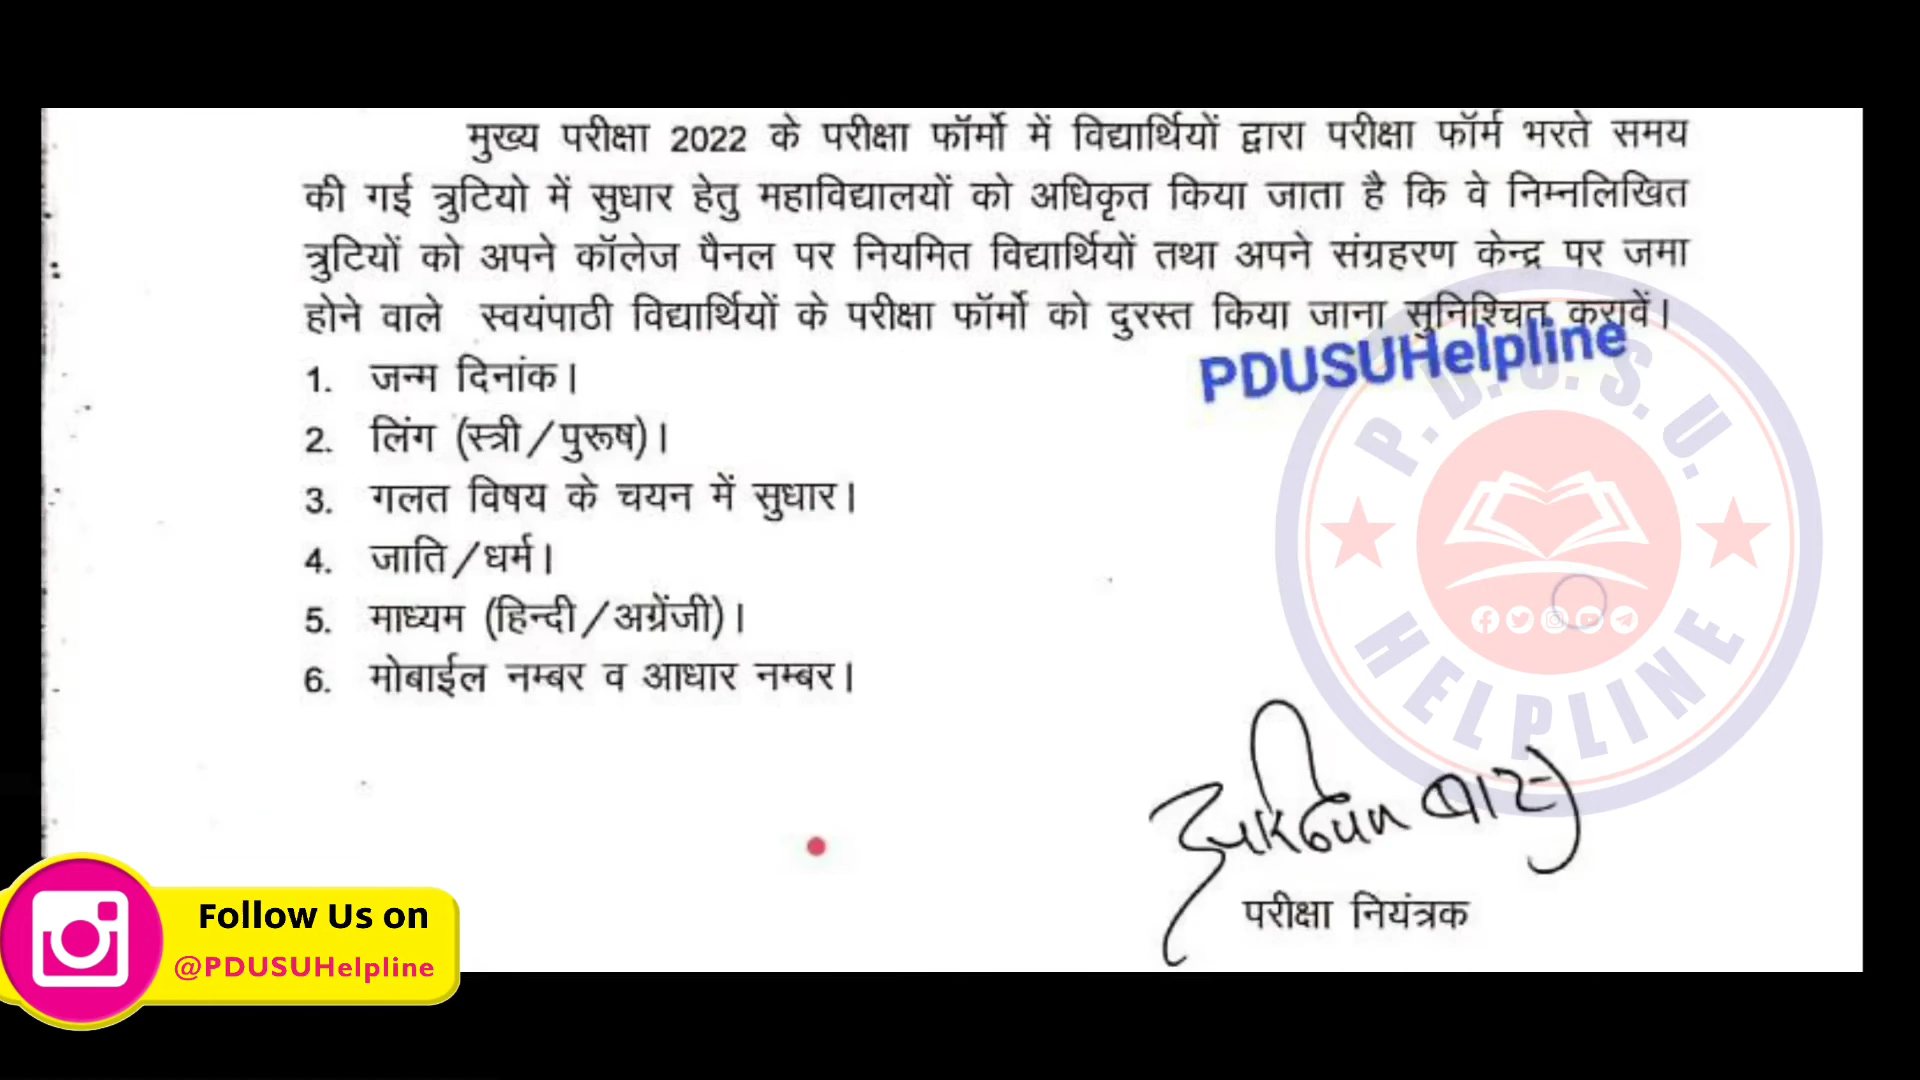 मुख्य परीक्षा 2022 के परीक्षा फॉर्मो में विद्यार्थियों द्वारा परीक्षा फॉर्म भरते समय
की गई त्रुटियो में सुधार हेतु महाविद्यालयों को अधिकृत किया जाता है कि वे निम्नलिखित
त्रुटियों को अपने कॉलेज पैनल पर नियमित विद्यार्थियों तथा अपने संग्रहरण केन्द्र पर जमा
होने वाले स्वयंपाठी विद्यार्थियों के परीक्षा फॉर्मो को दुरस्त किया जाना सुनिश्चित करावें।
PDUSUHelpline
1. जन्म दिनांक।
2. लिंग (स्त्री/पुरूष)।
3. गलत विषय के चयन में सुधार।
4. जाति/धर्म।
5. माध्यम (हिन्दी/अग्रेंजी)।
6. मोबाईल नम्बर व आधार नम्बर।
P.D.U.S.U.
HELPLINE
परीक्षा नियंत्रक
Follow Us on
@PDUSUHelpline